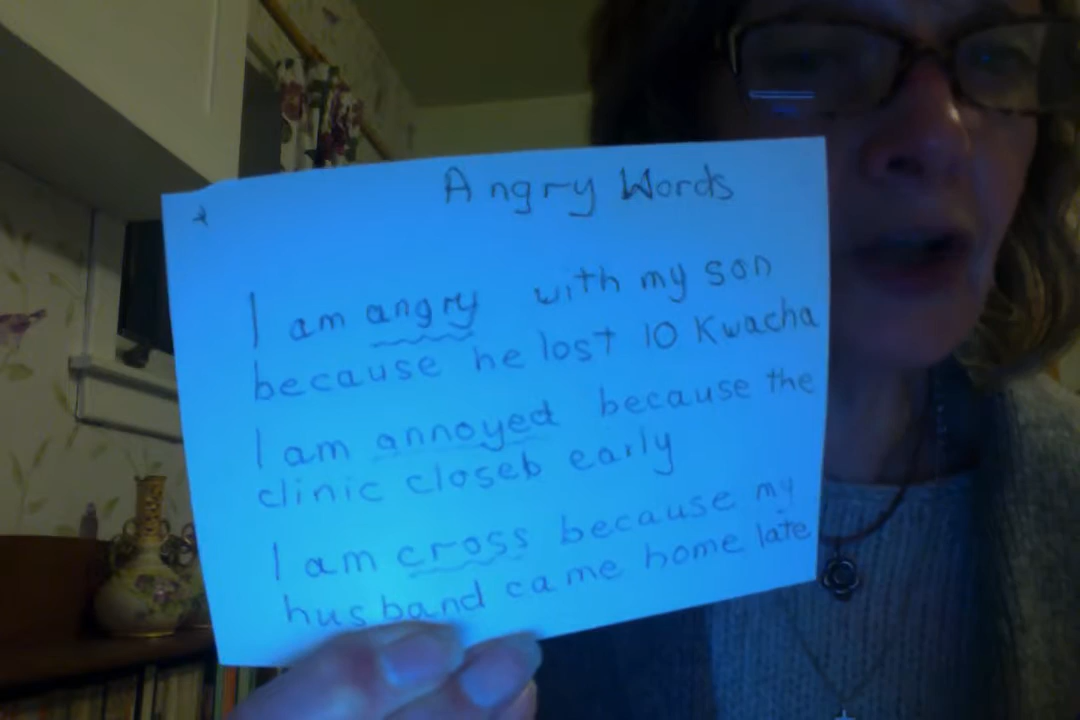 Angry Words
I am angry with my son
because he lost 10 Kwacha
I am annoyed because the
clinic closeb early
I am cross because my
husband came home late